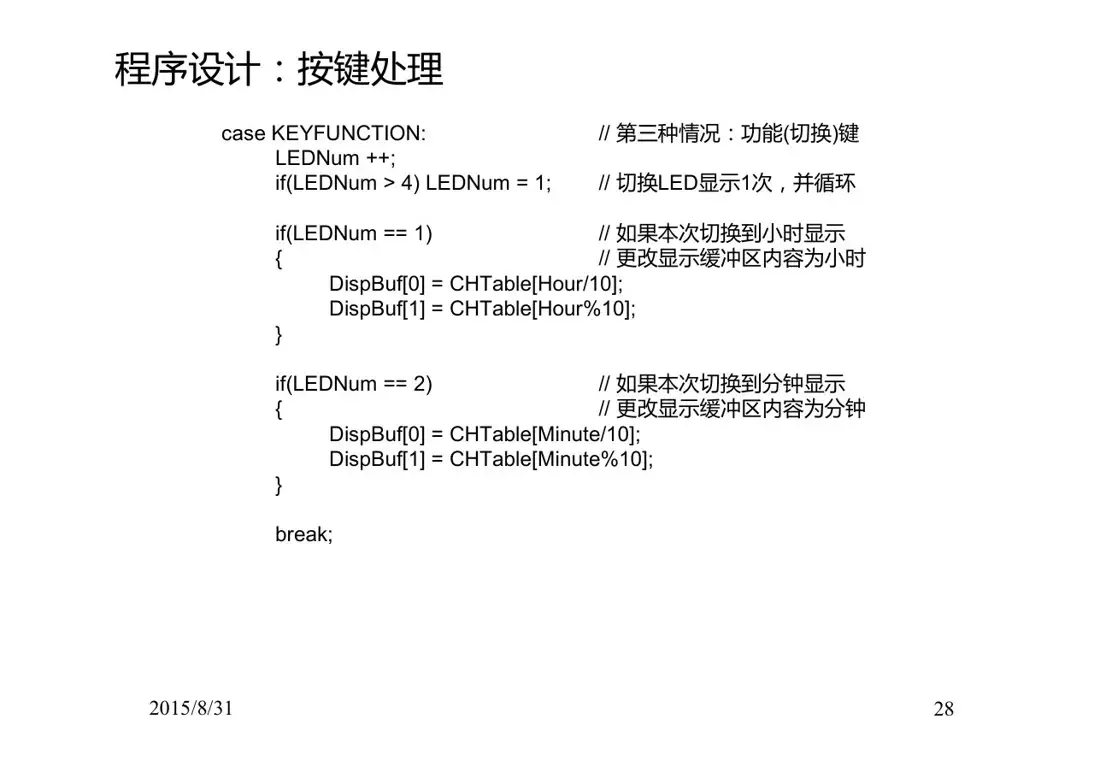 程序设计：按键处理
case KEYFUNCTION: // 第三种情况：功能(切换)键
LEDNum ++;
if(LEDNum > 4) LEDNum = 1; // 切换LED显示1次，并循环
if(LEDNum == 1) // 如果本次切换到小时显示
{ // 更改显示缓冲区内容为小时
DispBuf[0] = CHTable[Hour/10];
DispBuf[1] = CHTable[Hour%10];
}
if(LEDNum == 2) // 如果本次切换到分钟显示
{ // 更改显示缓冲区内容为分钟
DispBuf[0] = CHTable[Minute/10];
DispBuf[1] = CHTable[Minute%10];
}
break;
2015/8/31 28